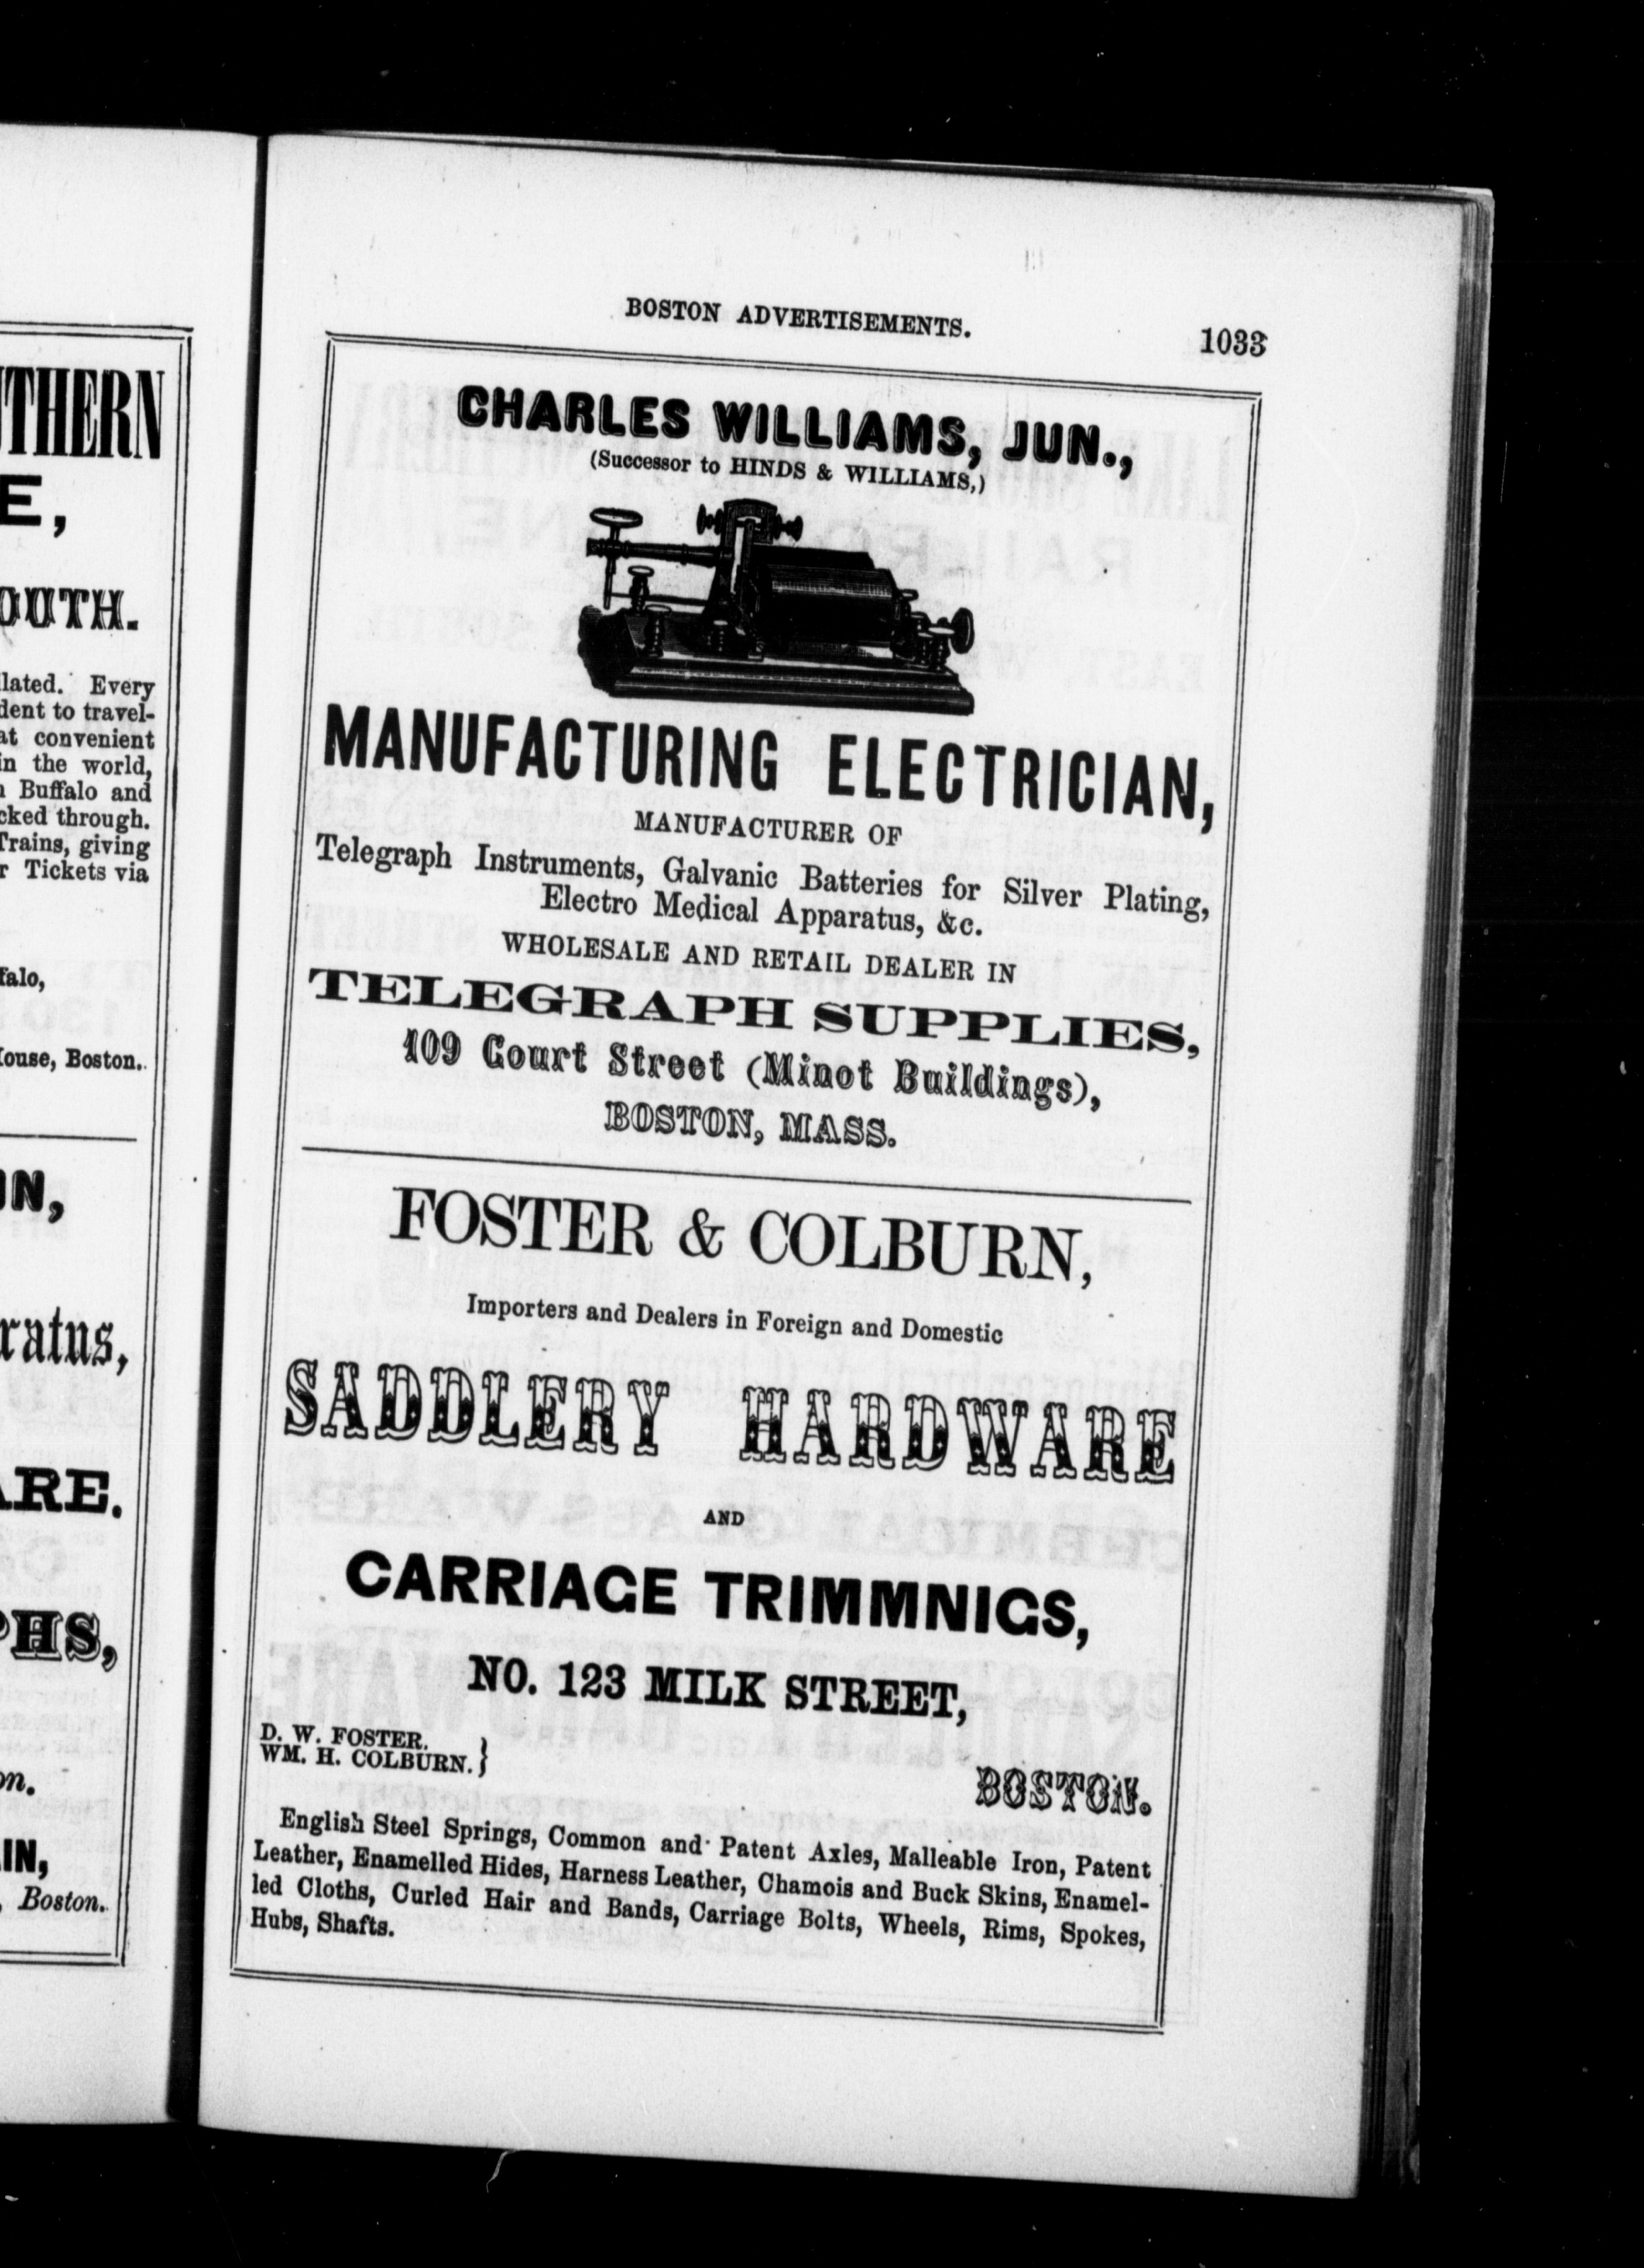 THERN
E,
OUTH.
lated. Every
dent to travel-
at convenient
in the world,
Buffalo and
cked through.
Trains, giving
r Tickets via
falo,
ouse, Boston.
N,
ratus,
ARE.
PHS,
on.
IN,
, Boston.
BOSTON ADVERTISEMENTS.
1033
CHARLES WILLIAMS, JUN.,
(Successor to HINDS & WILLIAMS,)
MANUFACTURING ELECTRICIAN,
MANUFACTURER OF
Telegraph Instruments, Galvanic Batteries for Silver Plating,
Electro Medical Apparatus, &c.
WHOLESALE AND RETAIL DEALER IN
TELEGRAPH SUPPLIES,
109 Court Street (Minot Buildings),
BOSTON, MASS.
FOSTER & COLBURN,
Importers and Dealers in Foreign and Domestic
SADDLERY HARDWARE
AND
CARRIAGE TRIMMNIGS,
NO. 123 MILK STREET,
D. W. FOSTER.
WM. H. COLBURN. }
BOSTON.
English Steel Springs, Common and Patent Axles, Malleable Iron, Patent
Leather, Enamelled Hides, Harness Leather, Chamois and Buck Skins, Enamel-
led Cloths, Curled Hair and Bands, Carriage Bolts, Wheels, Rims, Spokes,
Hubs, Shafts.